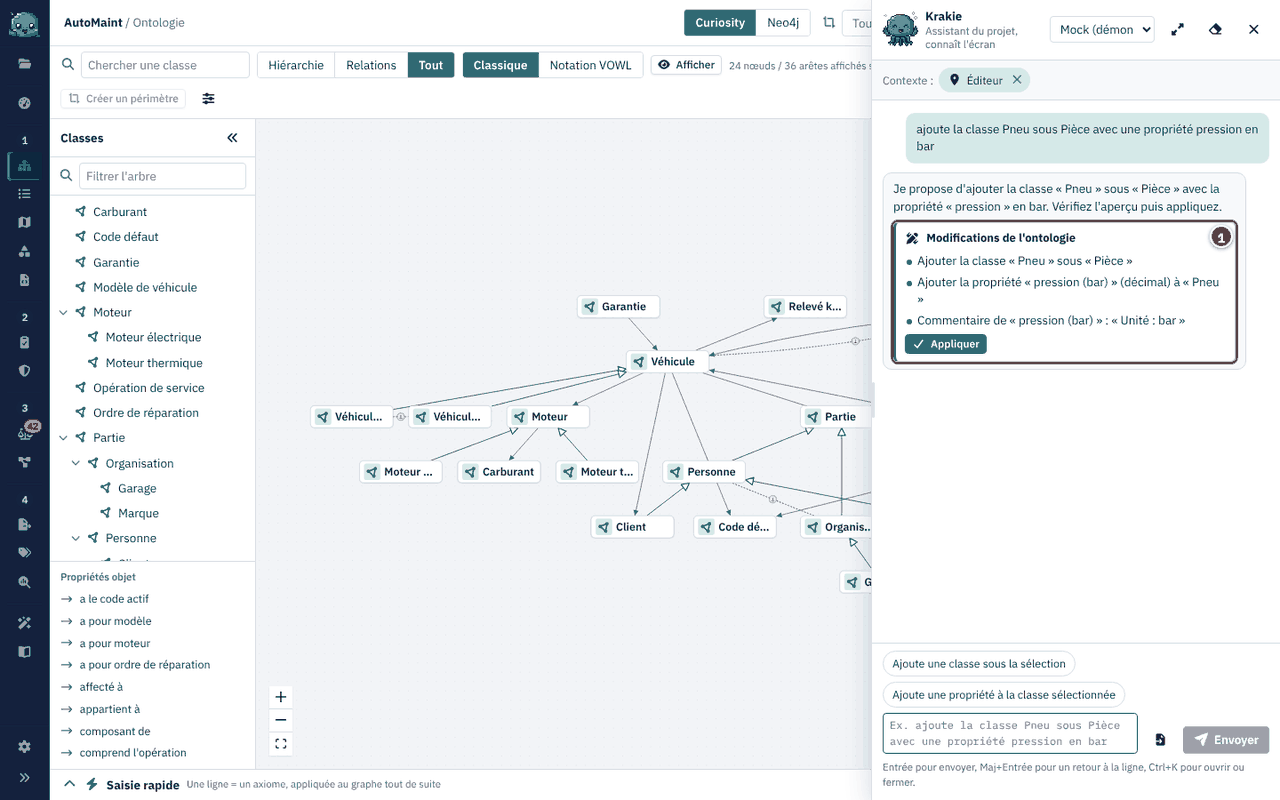 AutoMaint / Ontologie
Curiosity
Neo4j
Chercher une classe
Hiérarchie
Relations
Tout
Classique
Notation VOWL
Afficher
24 nœuds / 36 arêtes affichés
Créer un périmètre
1
2
3
42
4
Classes
Filtrer l'arbre
Carburant
Code défaut
Garantie
Modèle de véhicule
Moteur
Moteur électrique
Moteur thermique
Opération de service
Ordre de réparation
Partie
Organisation
Garage
Marque
Personne
Propriétés objet
→ a le code actif
→ a pour modèle
→ a pour moteur
→ a pour ordre de réparation
→ affecté à
→ appartient à
→ composant de
→ comprend l'opération
Garantie
Relevé k...
Véhicule
Véhicul...
Véhicul...
Moteur
Partie
Moteur ...
Carburant
Moteur t...
Personne
Client
Code dé...
Organis...
Saisie rapide
Une ligne = un axiome, appliquée au graphe tout de suite
Krakie
Assistant du projet,
connaît l'écran
Mock (démon
Contexte :
Éditeur
ajoute la classe Pneu sous Pièce avec une propriété pression en
bar
Je propose d'ajouter la classe « Pneu » sous « Pièce » avec la
propriété « pression » en bar. Vérifiez l'aperçu puis appliquez.
Modifications de l'ontologie
1
Ajouter la classe « Pneu » sous « Pièce »
Ajouter la propriété « pression (bar) » (décimal) à « Pneu
»
Commentaire de « pression (bar) » : « Unité : bar »
Appliquer
Ajoute une classe sous la sélection
Ajoute une propriété à la classe sélectionnée
Ex. ajoute la classe Pneu sous Pièce
avec une propriété pression en bar
Envoyer
Entrée pour envoyer, Maj+Entrée pour un retour à la ligne, Ctrl+K pour ouvrir ou
fermer.